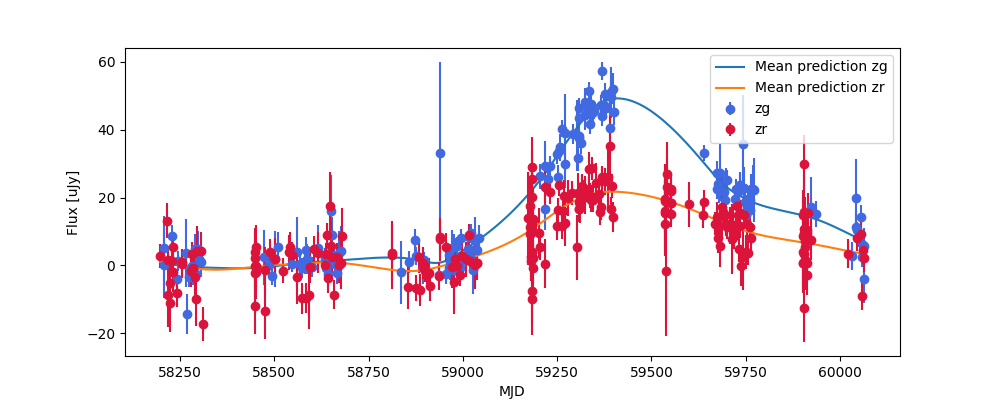 60
40
20
0
−20
Flux [uJy]
58250 58500 58750 59000 59250 59500 59750 60000
MJD
Mean prediction zg
Mean prediction zr
zg
zr